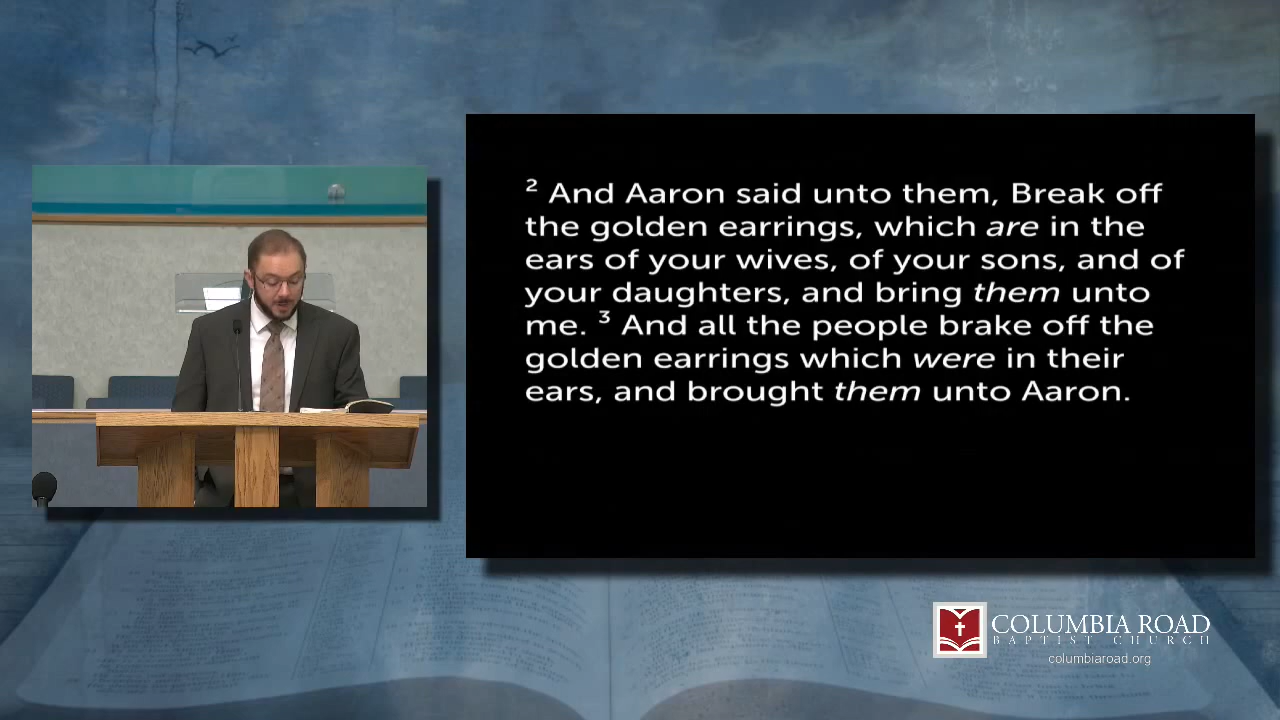 ² And Aaron said unto them, Break off
the golden earrings, which are in the
ears of your wives, of your sons, and of
your daughters, and bring them unto
me. ³ And all the people brake off the
golden earrings which were in their
ears, and brought them unto Aaron.
COLUMBIA ROAD
BAPTIST CHURCH
columbiaroad.org